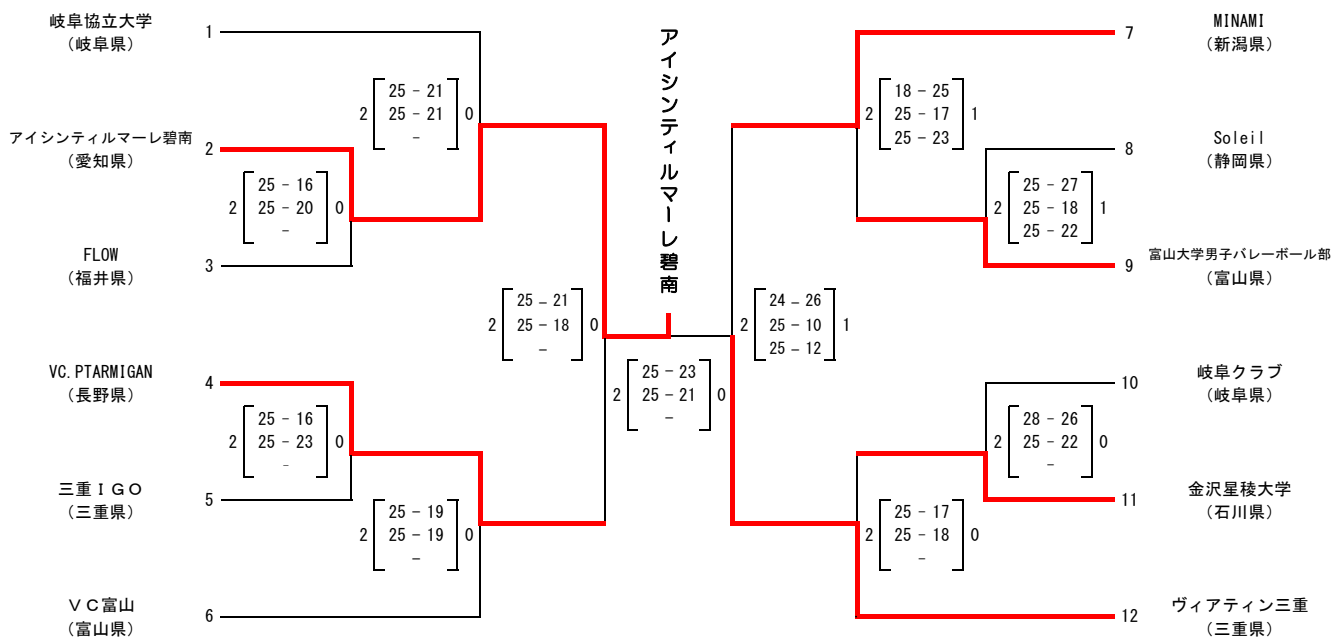 岐阜協立大学
（岐阜県）
1
アイシンティルマーレ碧南
（愛知県）
2
FLOW
（福井県）
3
VC.PTARMIGAN
（長野県）
4
三重ＩＧＯ
（三重県）
5
ＶＣ富山
（富山県）
6
2 25 - 21 0
25 - 21
-
2 25 - 16 0
25 - 20
-
2 25 - 21 0
25 - 18
-
2 25 - 16 0
25 - 23
-
2 25 - 19 0
25 - 19
-
アイシンティルマーレ碧南
2 25 - 23 0
25 - 21
-
2 18 - 25 1
25 - 17
25 - 23
2 25 - 27 1
25 - 18
25 - 22
2 24 - 26 1
25 - 10
25 - 12
2 28 - 26 0
25 - 22
-
2 25 - 17 0
25 - 18
-
7
MINAMI
（新潟県）
8
Soleil
（静岡県）
9
富山大学男子バレーボール部
（富山県）
10
岐阜クラブ
（岐阜県）
11
金沢星稜大学
（石川県）
12
ヴィアティン三重
（三重県）